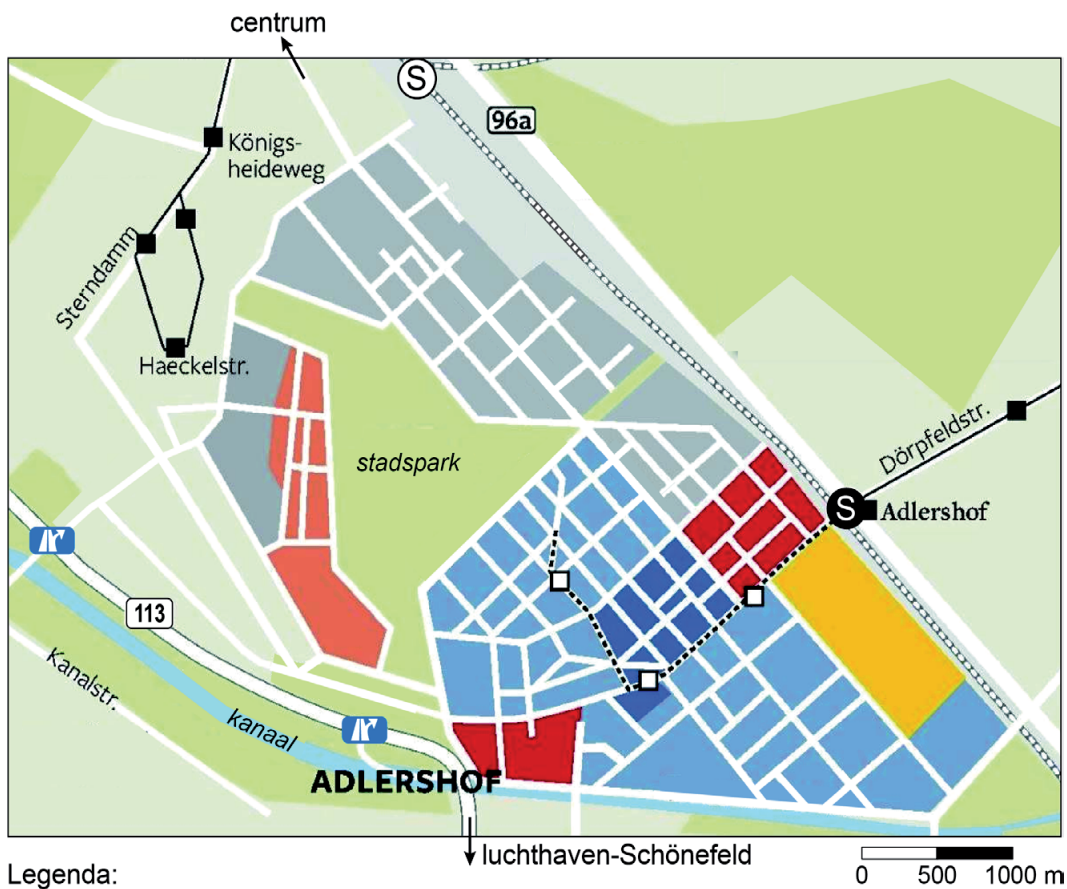 centrum
S
96a
Königs-
heideweg
Sterndamm
Haeckelstr.
stadspark
Dörpfeldstr.
S
Adlershof
113
Kanalstr.
kanaal
ADLERSHOF
luchthaven-Schönefeld
Legenda:
0 500 1000 m